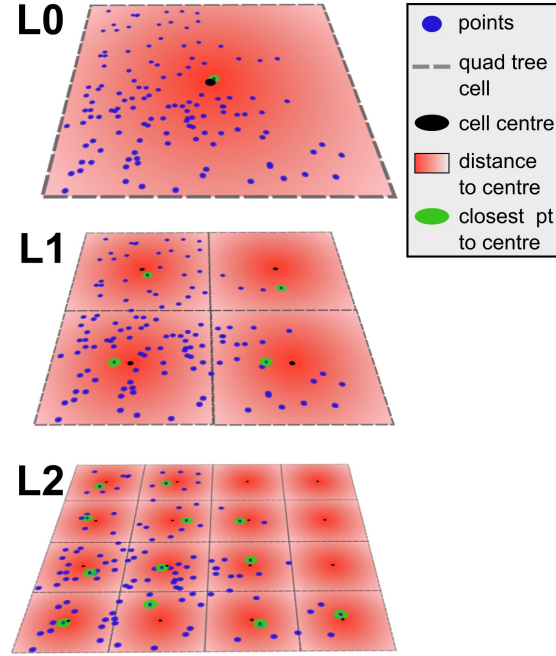 L0
L1
L2
points
quad tree
cell
cell centre
distance
to centre
closest pt
to centre